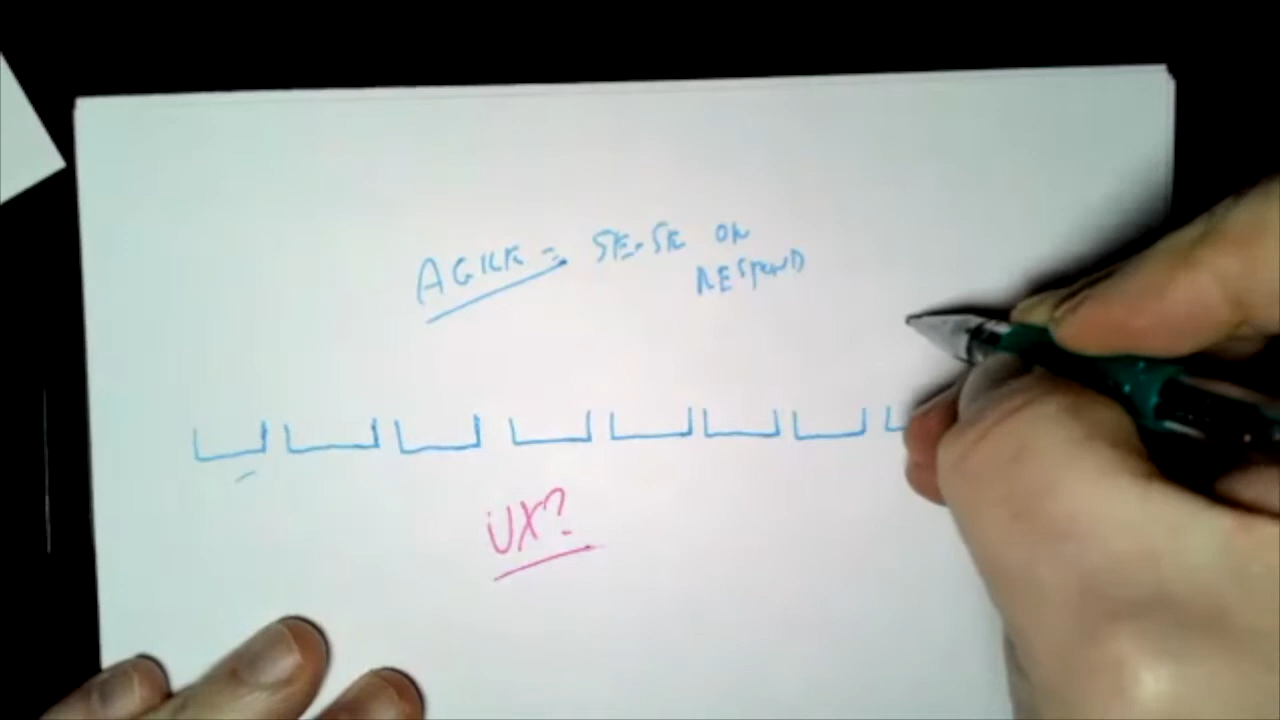 AGILE = SENSE OR
RESPOND
UX?